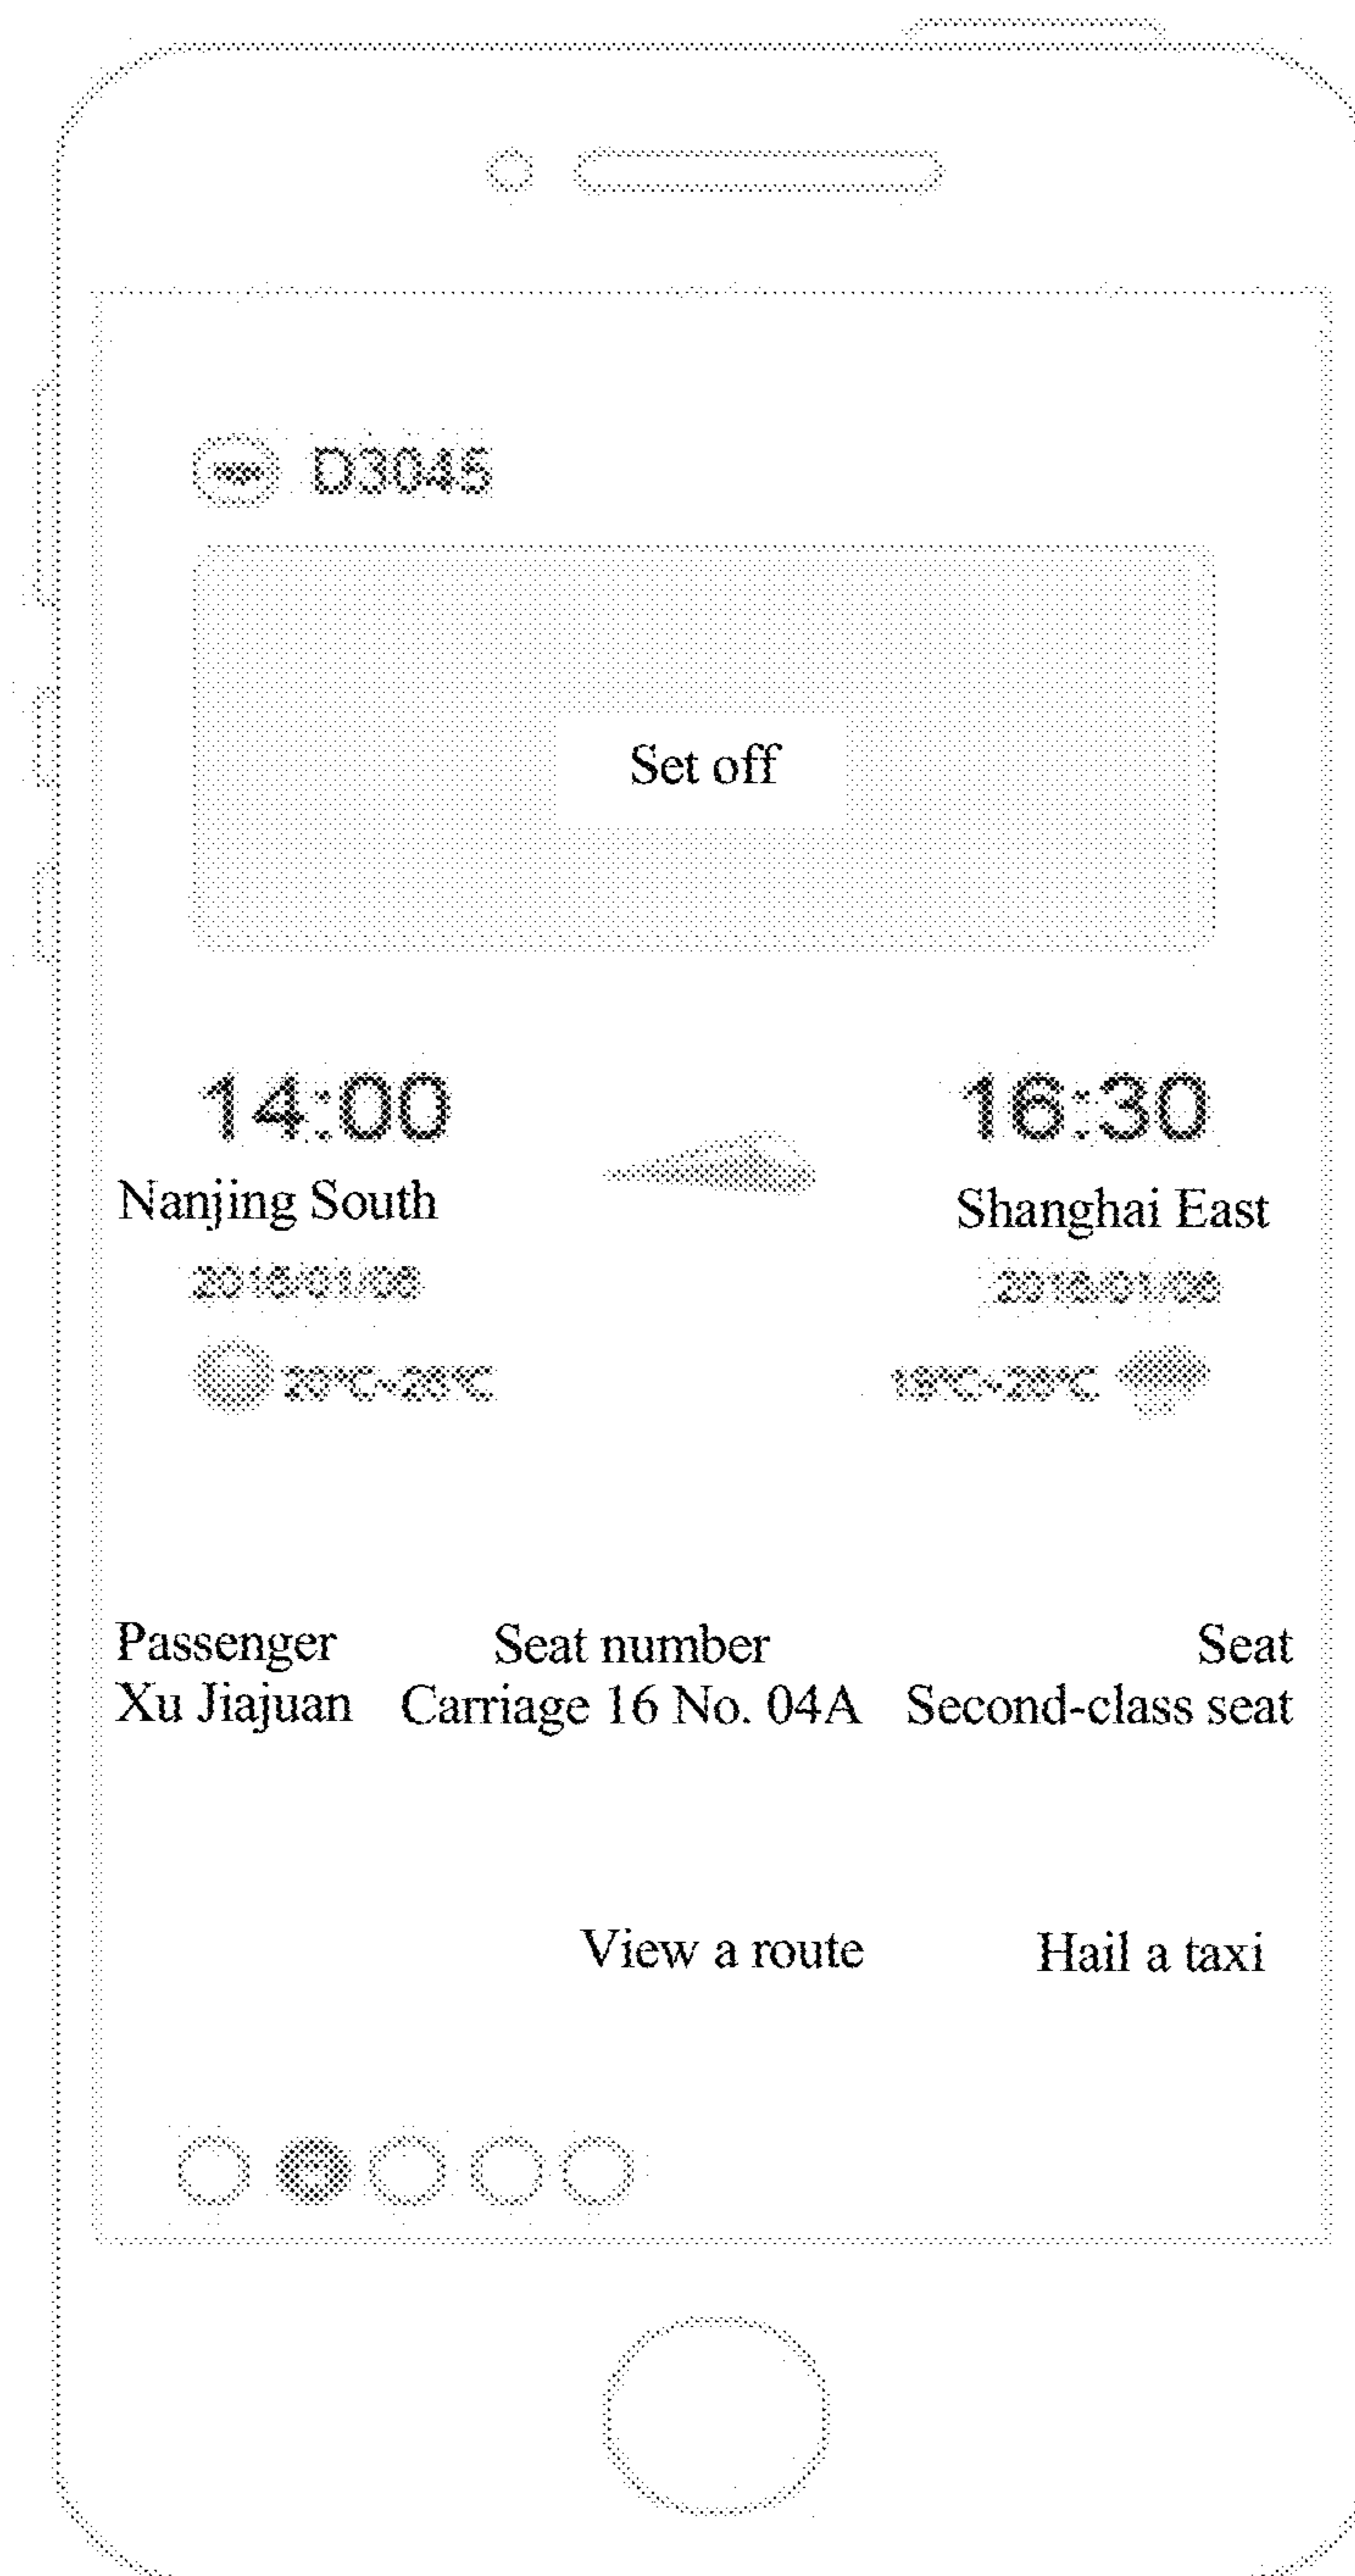 D3045
Set off
14:00
16:30
Nanjing South
Shanghai East
Passenger
Seat number
Seat
Xu Jiajuan
Carriage 16 No. 04A
Second-class seat
View a route
Hail a taxi